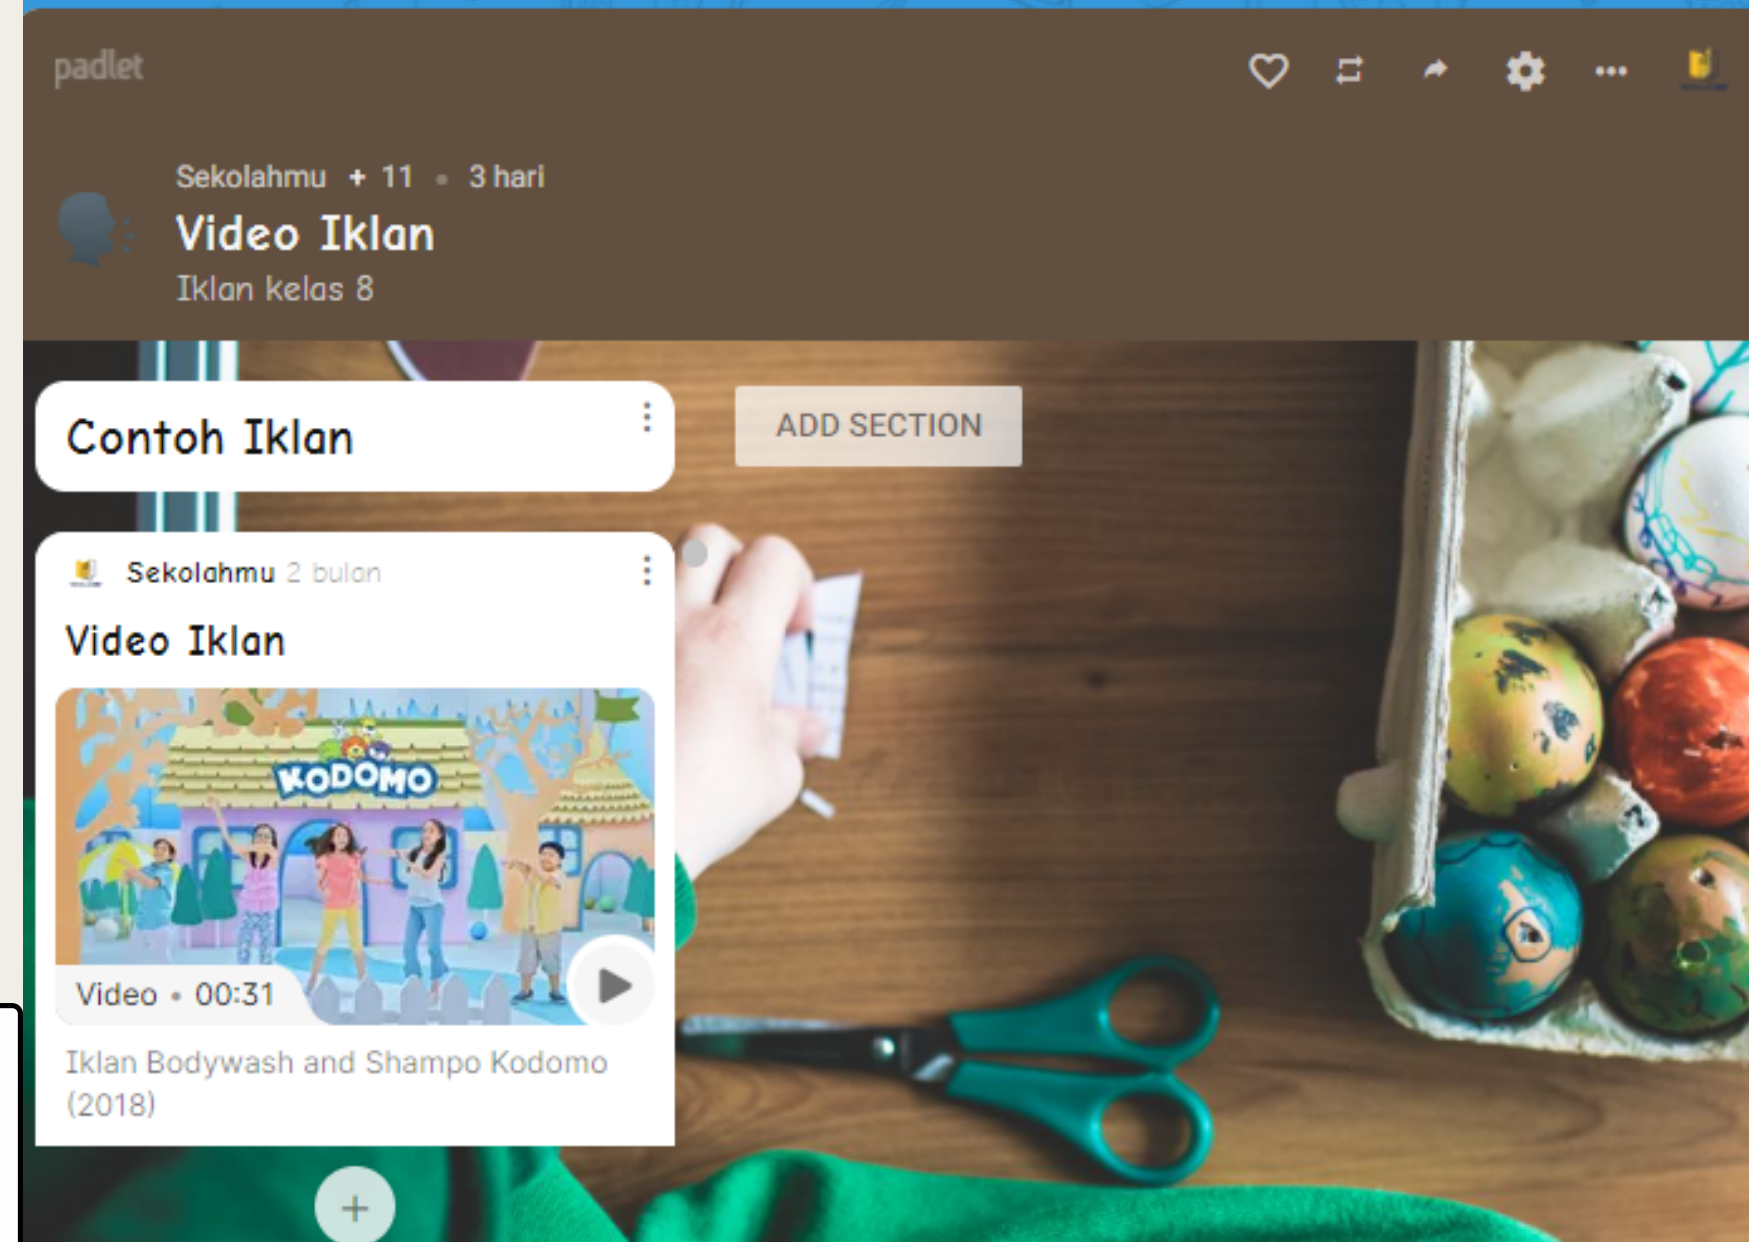 padlet
Sekolahmu + 11 • 3 hari
Video Iklan
Iklan kelas 8
Contoh Iklan
ADD SECTION
Sekolahmu 2 bulan
Video Iklan
KODOMO
Video • 00:31
Iklan Bodywash and Shampo Kodomo
(2018)